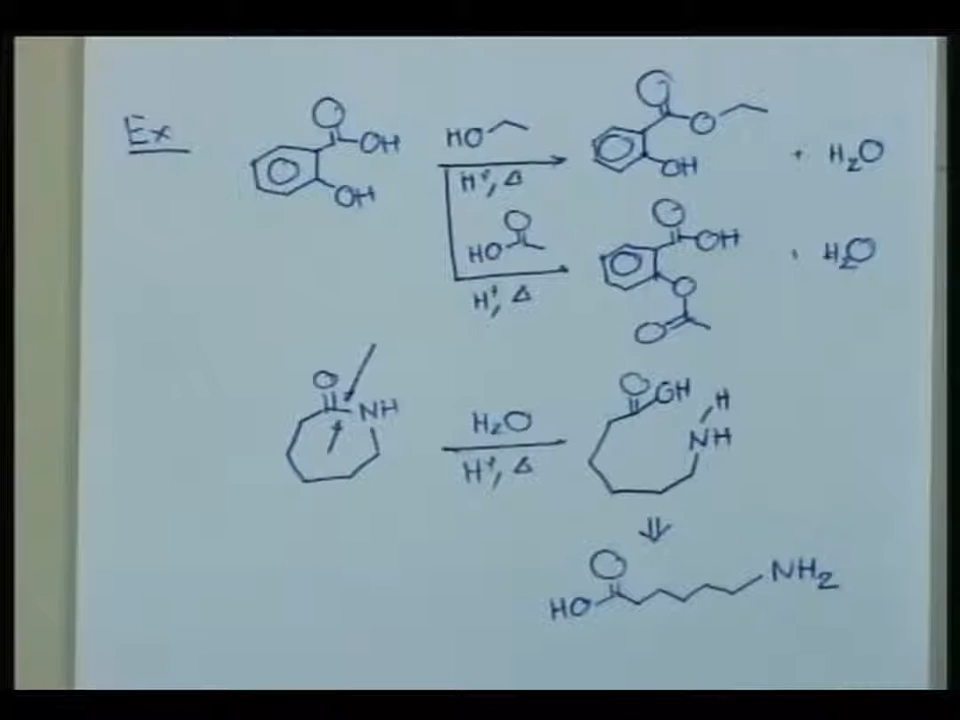 Ex
O
OH
OH
HO
H⁺, Δ
O
O
OH
+ H₂O
O
HO
H⁺, Δ
O
OH
O
O
+ H₂O
O
NH
H₂O
H⁺, Δ
O
OH
H
NH
⇓
O
HO
NH₂